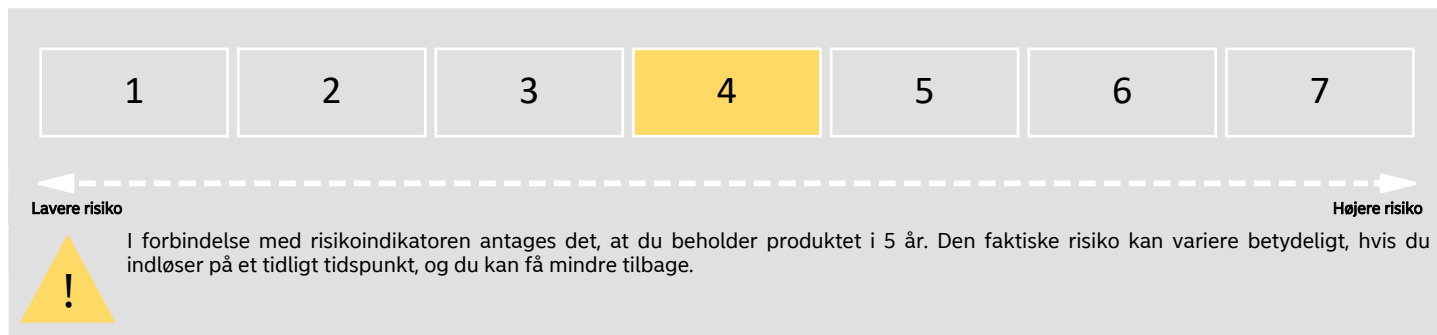 1 2 3 4 5 6 7
Lavere risiko Højere risiko
I forbindelse med risikoindikatoren antages det, at du beholder produktet i 5 år. Den faktiske risiko kan variere betydeligt, hvis du
indløser på et tidligt tidspunkt, og du kan få mindre tilbage.
!